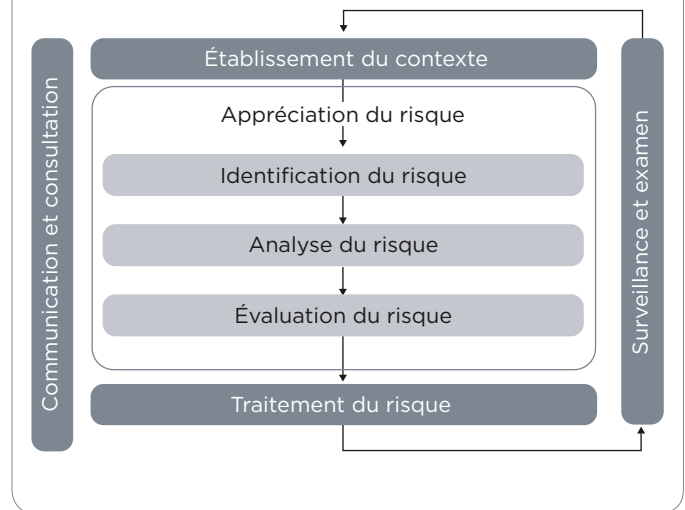 Communication et consultation
Établissement du contexte
Appréciation du risque
Identification du risque
Analyse du risque
Évaluation du risque
Traitement du risque
Surveillance et examen